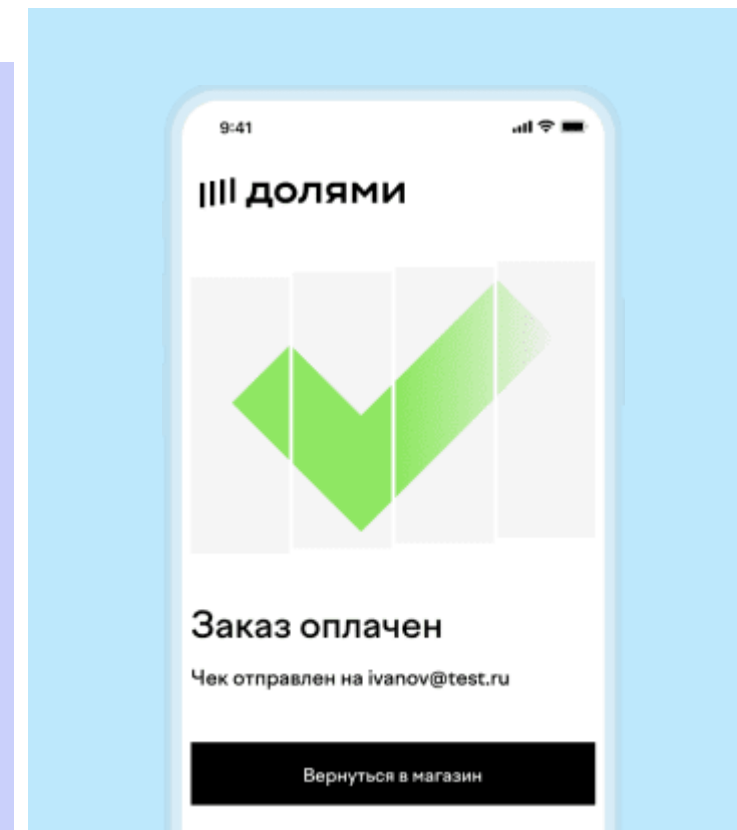 9:41
долями
Заказ оплачен
Чек отправлен на ivanov@test.ru
Вернуться в магазин